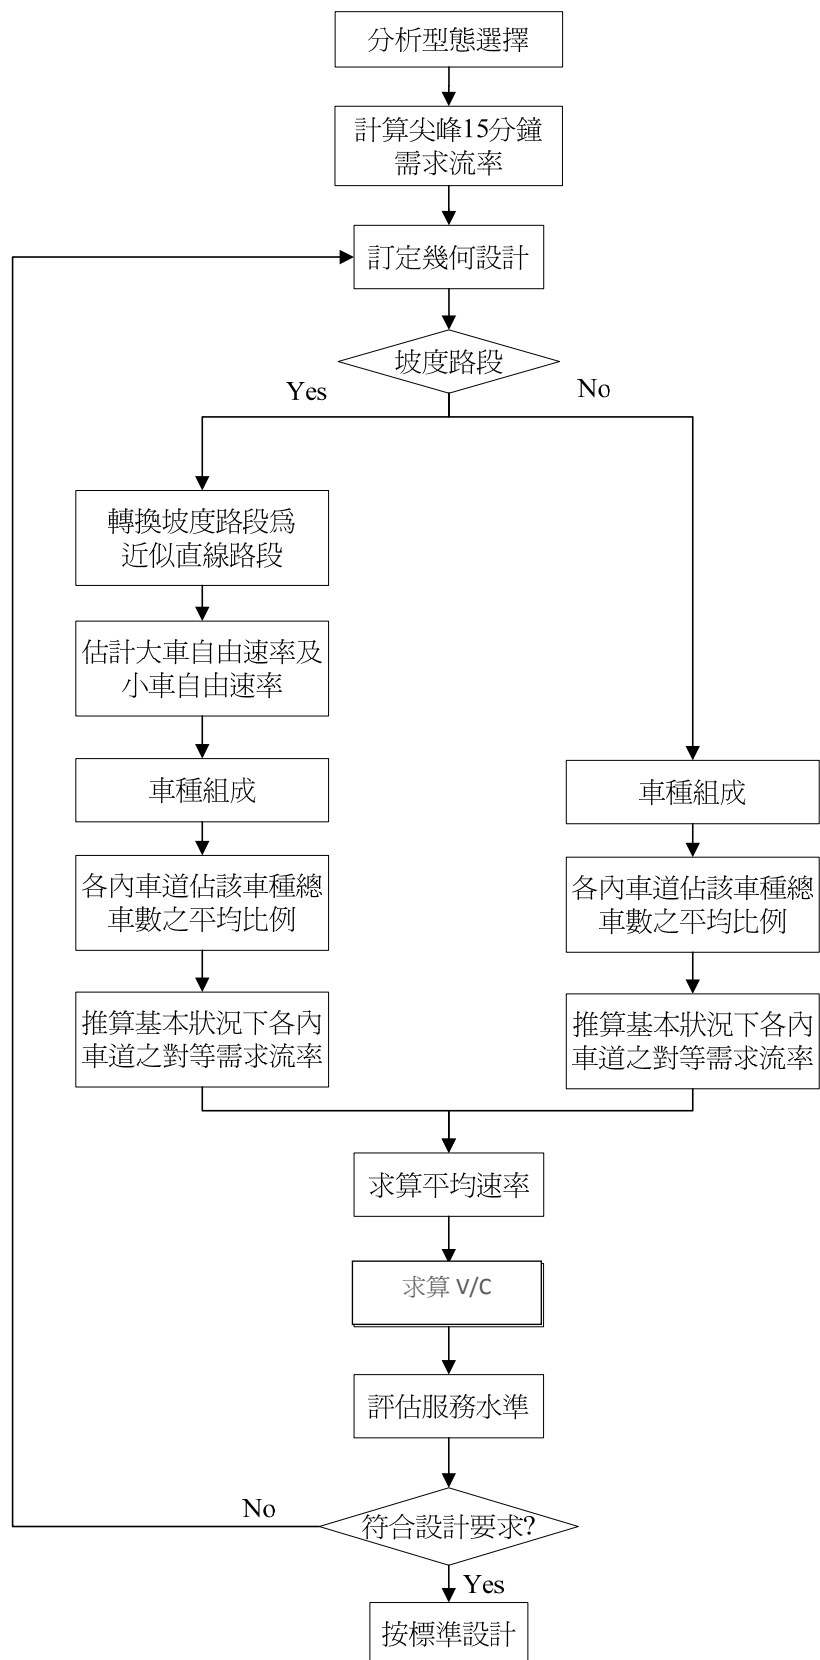 分析型態選擇
計算尖峰15分鐘
需求流率
訂定幾何設計
坡度路段
Yes
No
轉換坡度路段為
近似直線路段
估計大車自由速率及
小車自由速率
車種組成
各內車道佔該車種總
車數之平均比例
推算基本狀況下各內
車道之對等需求流率
車種組成
各內車道佔該車種總
車數之平均比例
推算基本狀況下各內
車道之對等需求流率
求算平均速率
求算 V/C
評估服務水準
符合設計要求?
No
Yes
按標準設計